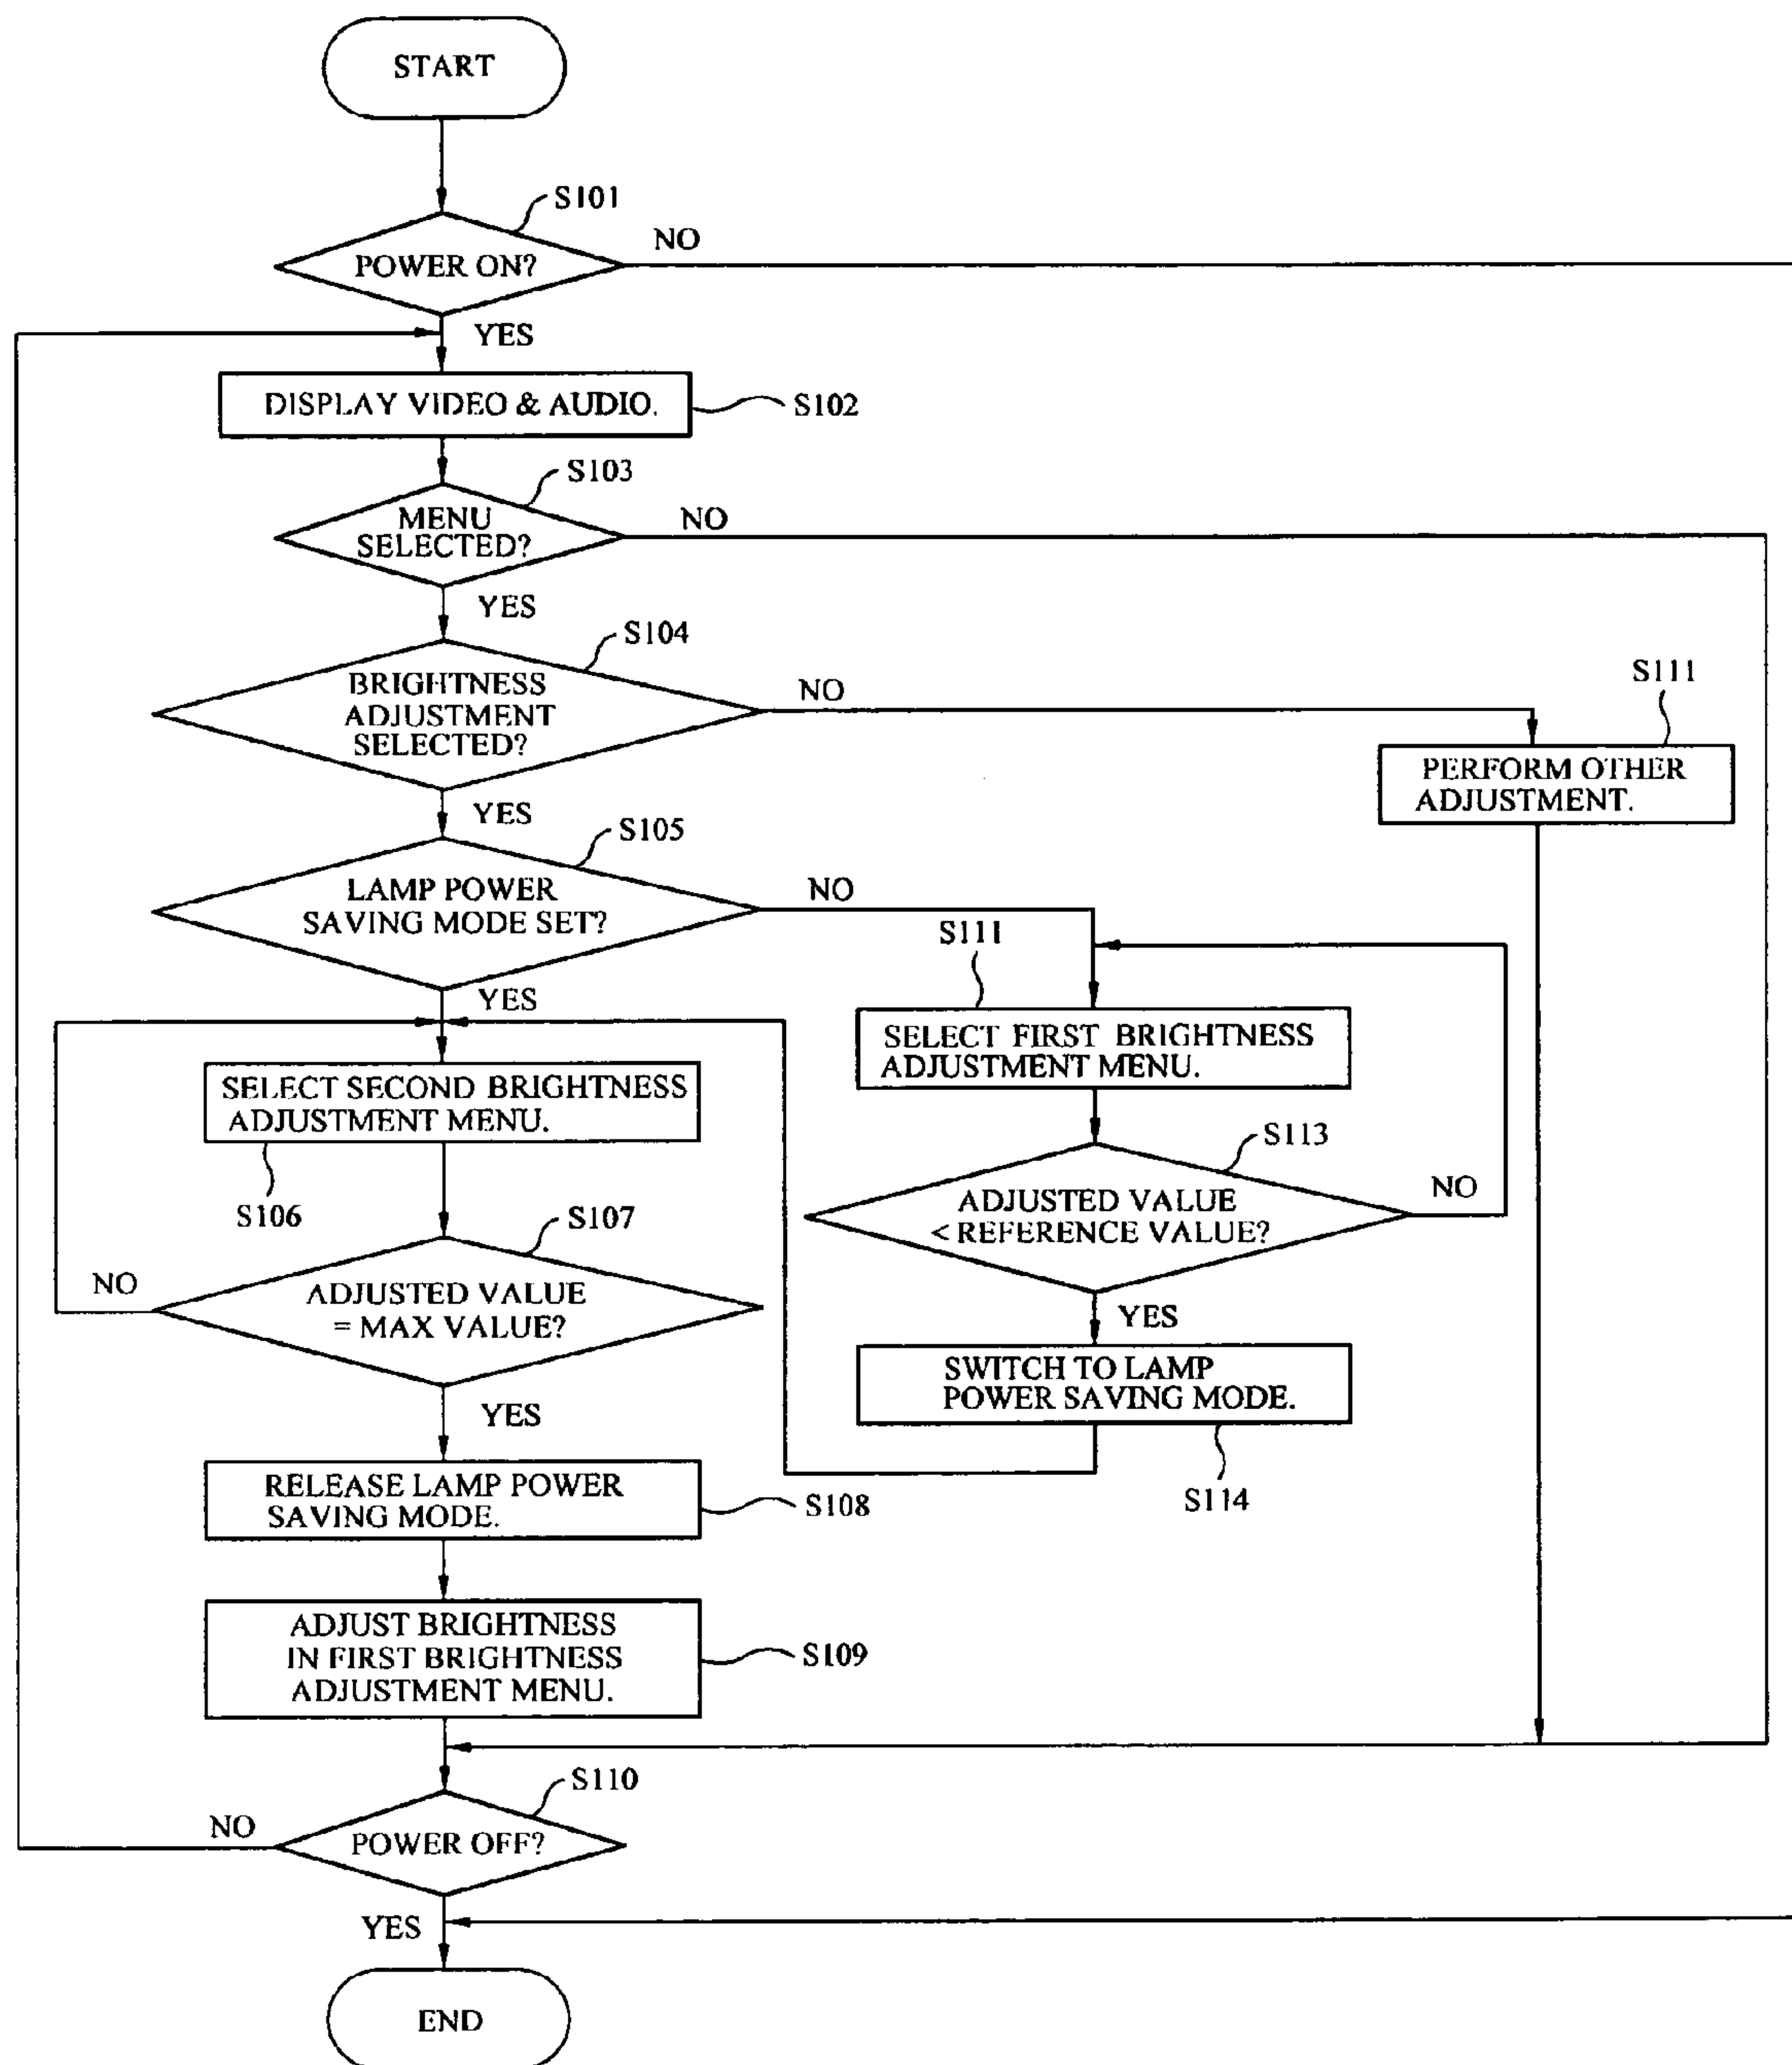 START
S101
POWER ON?
NO
YES
DISPLAY VIDEO & AUDIO.
S102
S103
MENU
SELECTED?
NO
YES
S104
BRIGHTNESS
ADJUSTMENT
SELECTED?
NO
S111
PERFORM OTHER
ADJUSTMENT.
YES
S105
LAMP POWER
SAVING MODE SET?
NO
S111
SELECT FIRST BRIGHTNESS
ADJUSTMENT MENU.
YES
SELECT SECOND BRIGHTNESS
ADJUSTMENT MENU.
S106
S113
ADJUSTED VALUE
< REFERENCE VALUE?
NO
S107
ADJUSTED VALUE
= MAX VALUE?
NO
YES
SWITCH TO LAMP
POWER SAVING MODE.
S114
YES
RELEASE LAMP POWER
SAVING MODE.
S108
ADJUST BRIGHTNESS
IN FIRST BRIGHTNESS
ADJUSTMENT MENU.
S109
S110
POWER OFF?
NO
YES
END